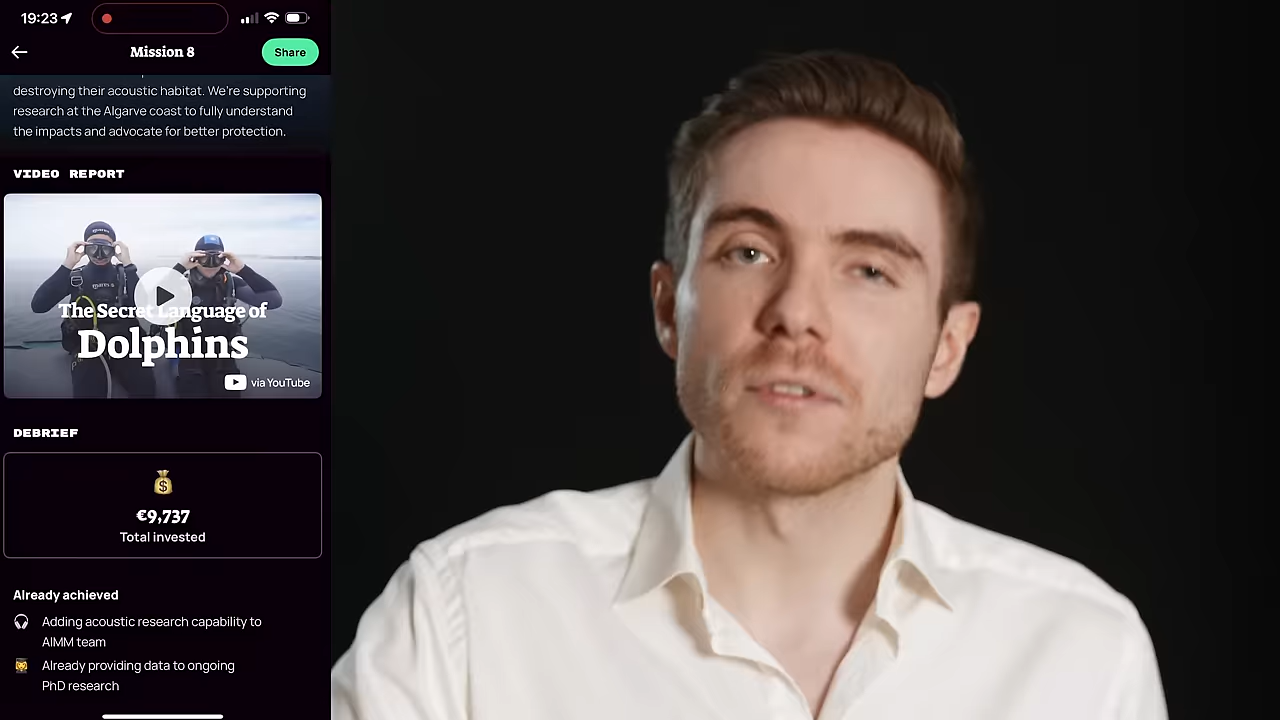 19:23
Mission 8
Share
destroying their acoustic habitat. We're supporting
research at the Algarve coast to fully understand
the impacts and advocate for better protection.
VIDEO REPORT
The Secret Language of
Dolphins
via YouTube
DEBRIEF
€9,737
Total invested
Already achieved
Adding acoustic research capability to
AIMM team
Already providing data to ongoing
PhD research